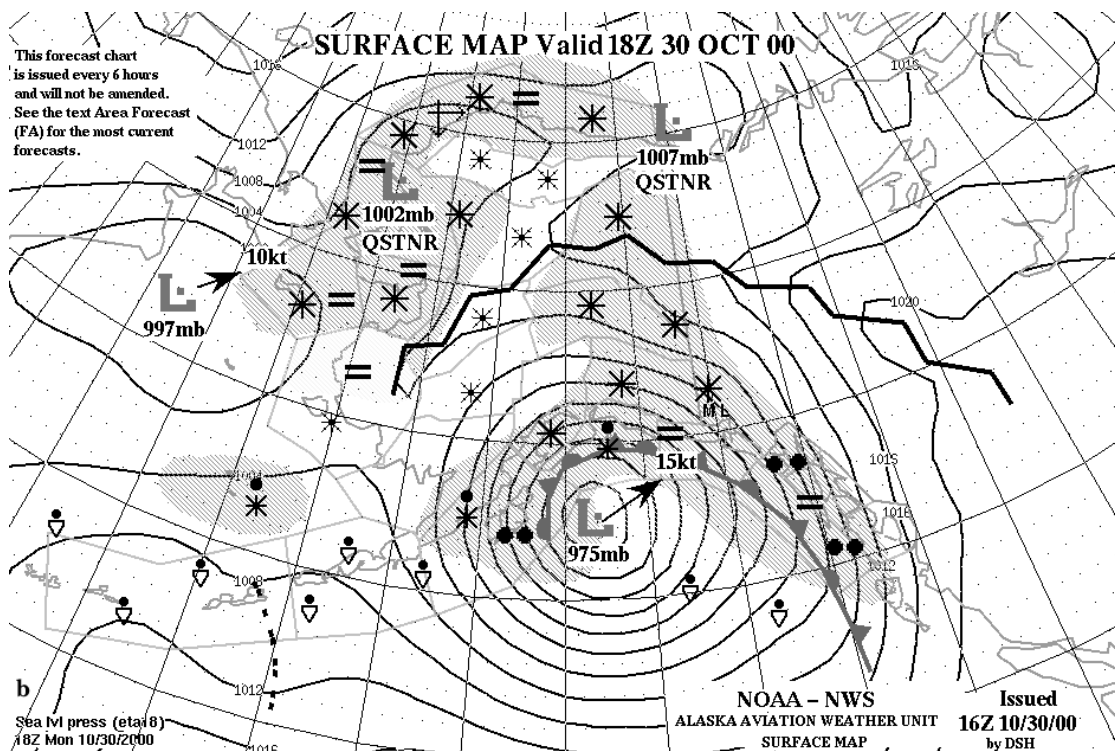 SURFACE MAP Valid 18Z 30 OCT 00
This forecast chart
is issued every 6 hours
and will not be amended.
See the text Area Forecast
(FA) for the most current
forecasts.
1016
1016
1012
1008
1004
1007mb
QSTNR
1002mb
QSTNR
10kt
997mb
1020
M L
15kt
1004
1015
1016
975mb
1012
1008
1012
b
Sea lvl press (eta18)
18Z Mon 10/30/2000
1016
NOAA – NWS
ALASKA AVIATION WEATHER UNIT
SURFACE MAP
Issued
16Z 10/30/00
by DSH